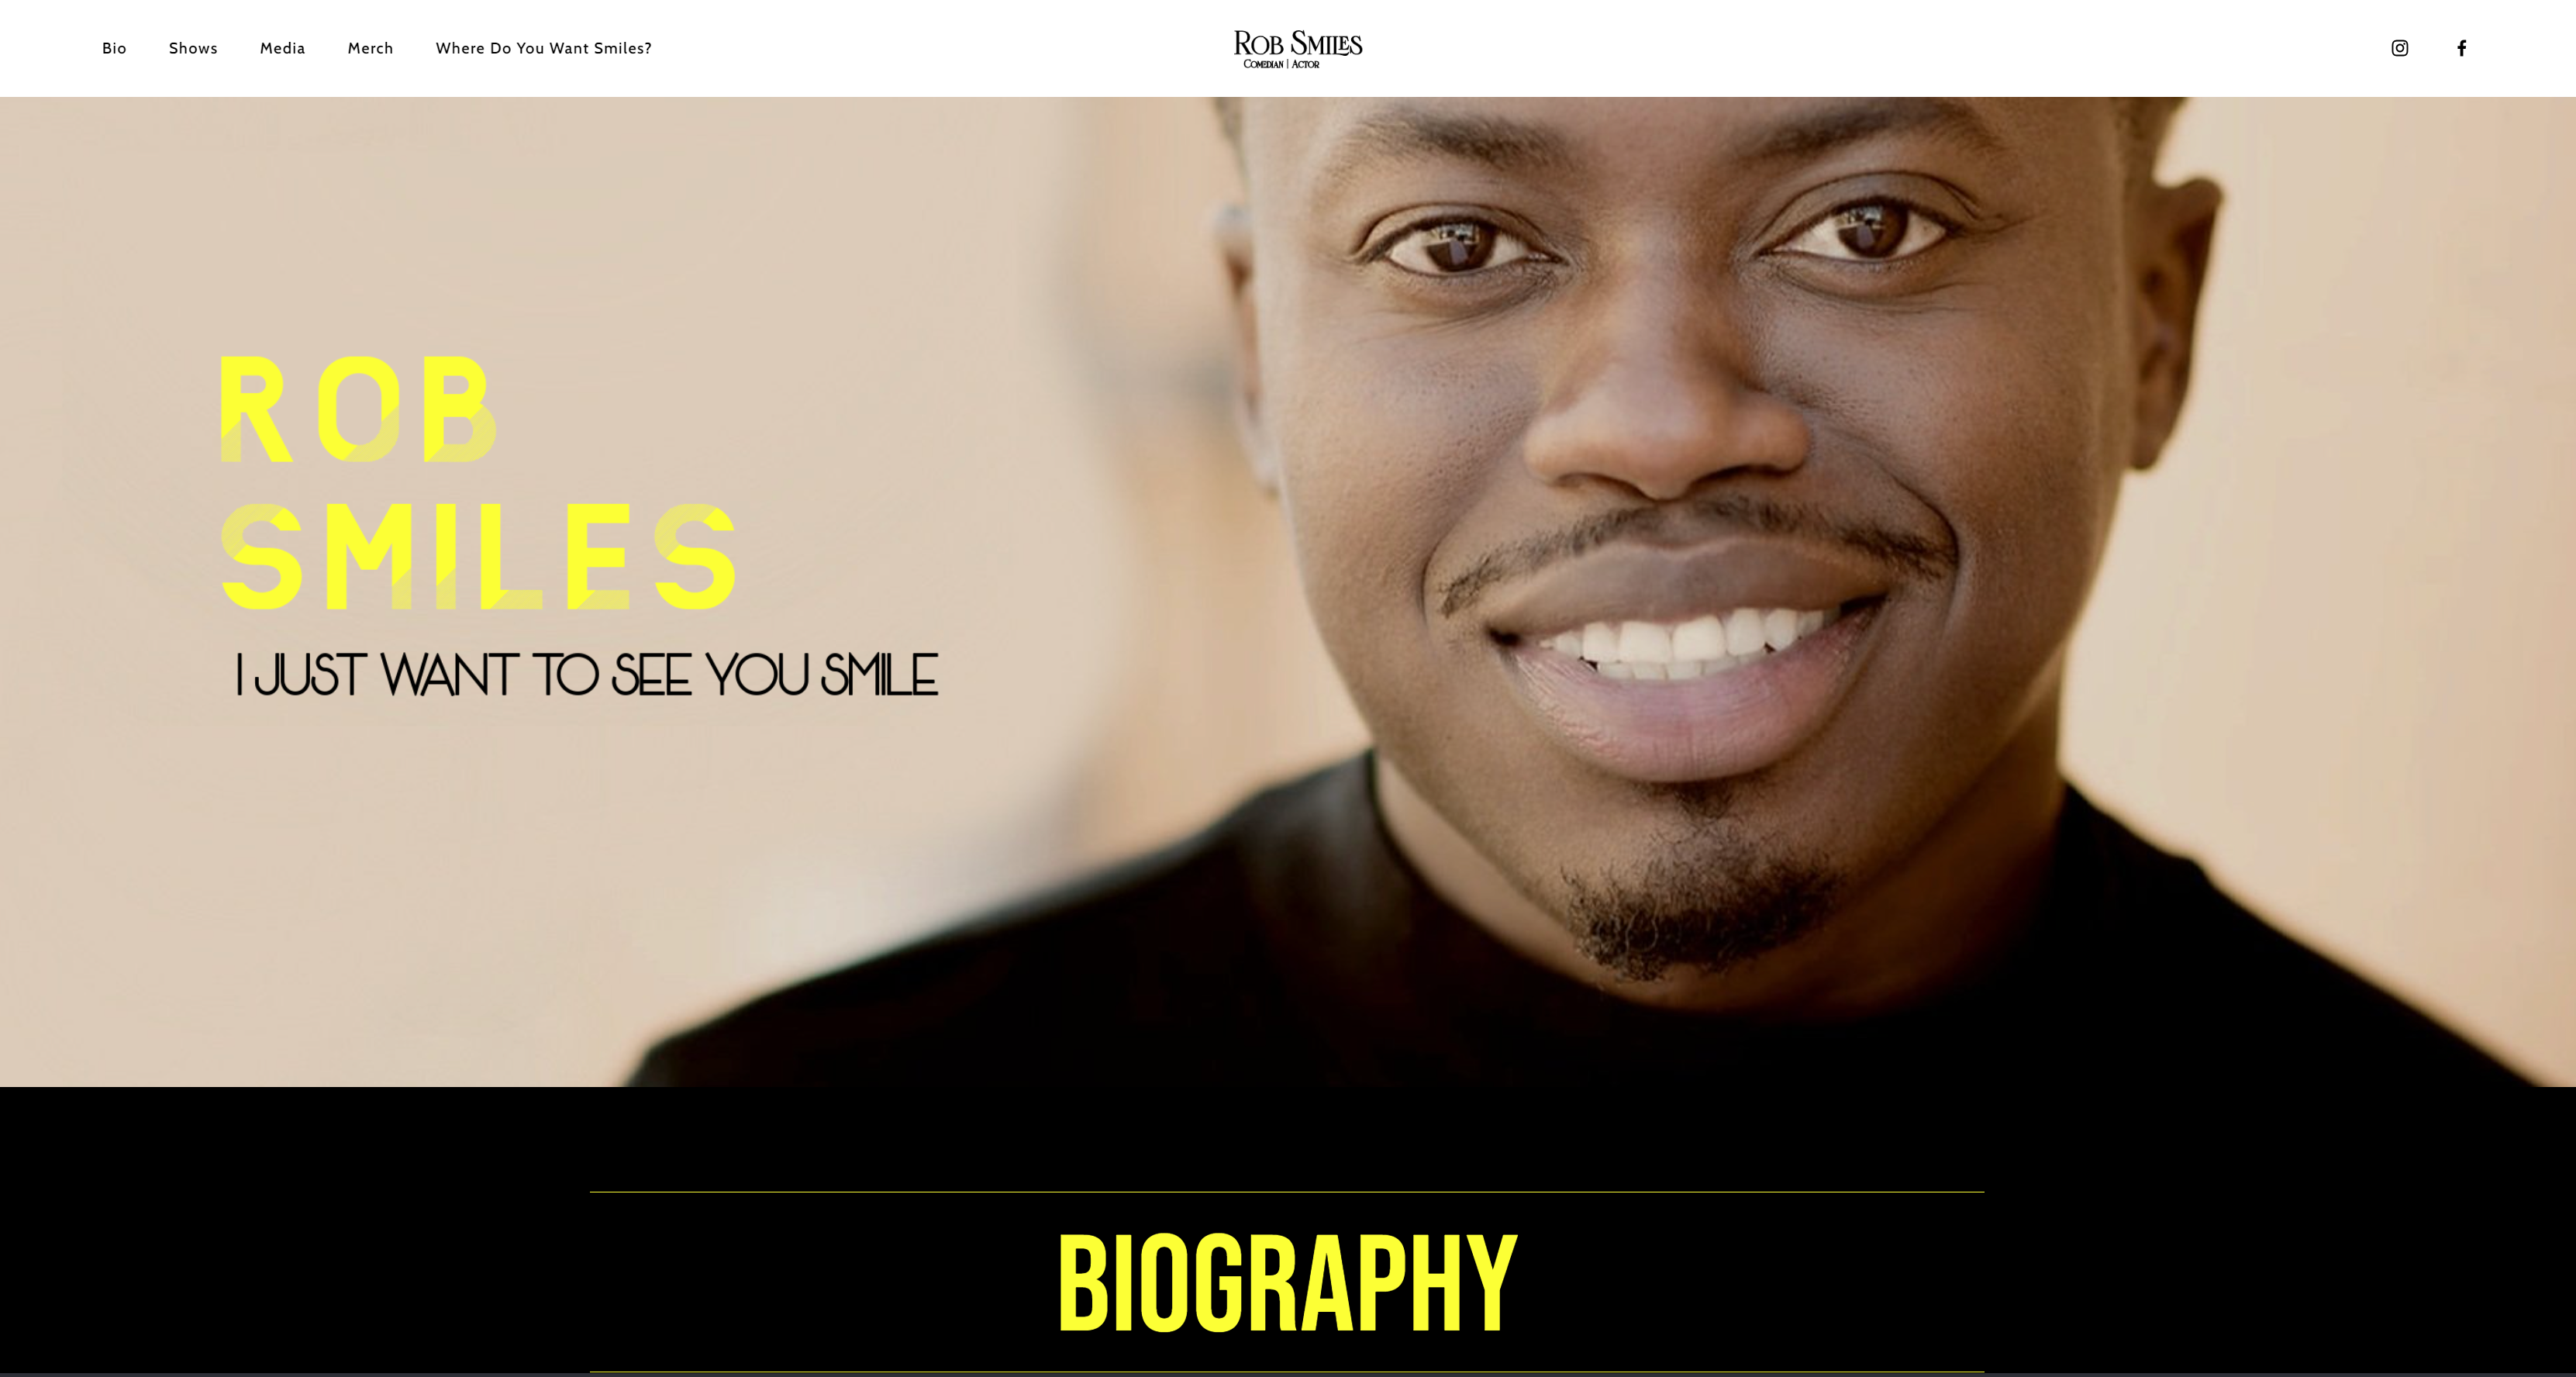 Bio Shows Media Merch Where Do You Want Smiles?
ROB SMILES
COMEDIAN | ACTOR
ROB
SMILES
I JUST WANT TO SEE YOU SMILE
BIOGRAPHY